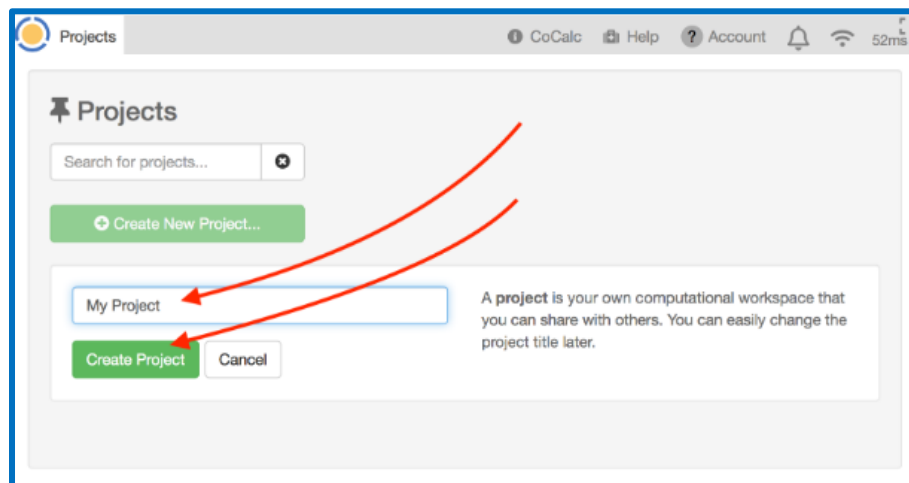 Projects
CoCalc
Help
? Account
52ms
Projects
Search for projects...
Create New Project...
My Project
A project is your own computational workspace that
you can share with others. You can easily change the
project title later.
Create Project
Cancel